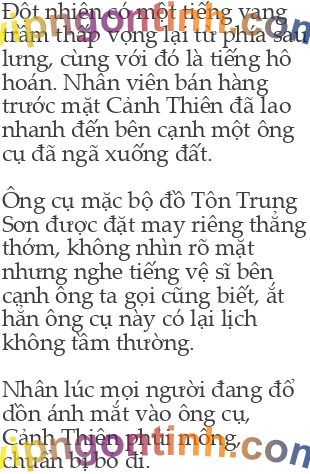 Đột nhiên có một tiếng vang
trầm thấp vọng lại từ phía sau
lưng, cùng với đó là tiếng hô
hoán. Nhân viên bán hàng
trước mặt Cảnh Thiên đã lao
nhanh đến bên cạnh một ông
cụ đã ngã xuống đất.
Ông cụ mặc bộ đồ Tôn Trung
Sơn được đặt may riêng thẳng
thớm, không nhìn rõ mặt
nhưng nghe tiếng vệ sĩ bên
cạnh ông ta gọi cũng biết, ắt
hẳn ông cụ này có lại lịch
không tầm thường.
Nhân lúc mọi người đang đổ
dồn ánh mắt vào ông cụ,
Cảnh Thiên phủi mông,
chuẩn bị bỏ đi.
vipngontinh.com
vipngontinh.com